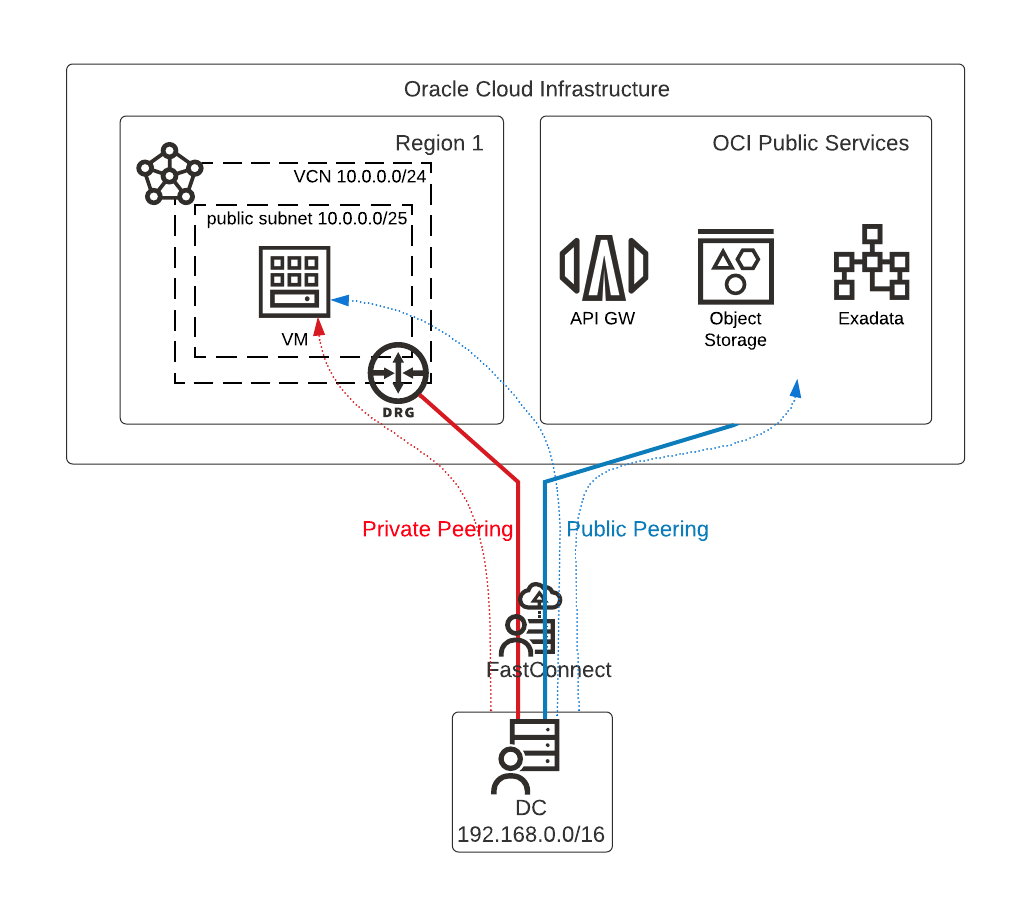 Oracle Cloud Infrastructure
Region 1
OCI Public Services
VCN 10.0.0.0/24
public subnet 10.0.0.0/25
VM
DRG
API GW
Object
Storage
Exadata
Private Peering
Public Peering
FastConnect
DC
192.168.0.0/16